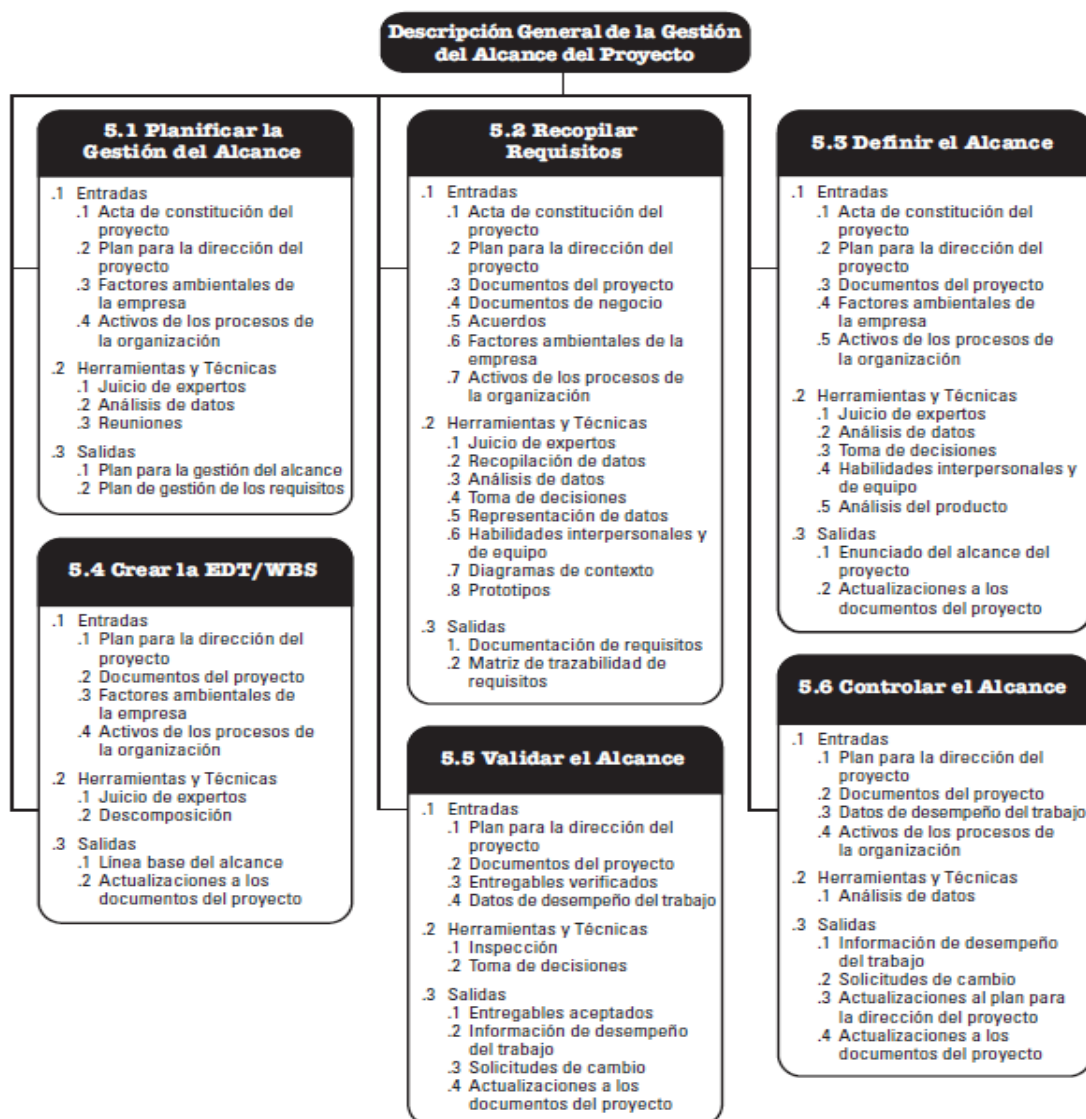 Descripción General de la Gestión
del Alcance del Proyecto
5.1 Planificar la
Gestión del Alcance
.1 Entradas
.1 Acta de constitución del
proyecto
.2 Plan para la dirección del
proyecto
.3 Factores ambientales de
la empresa
.4 Activos de los procesos de
la organización
.2 Herramientas y Técnicas
.1 Juicio de expertos
.2 Análisis de datos
.3 Reuniones
.3 Salidas
.1 Plan para la gestión del alcance
.2 Plan de gestión de los requisitos
5.2 Recopilar
Requisitos
.1 Entradas
.1 Acta de constitución del
proyecto
.2 Plan para la dirección del
proyecto
.3 Documentos del proyecto
.4 Documentos de negocio
.5 Acuerdos
.6 Factores ambientales de la
empresa
.7 Activos de los procesos de
la organización
.2 Herramientas y Técnicas
.1 Juicio de expertos
.2 Recopilación de datos
.3 Análisis de datos
.4 Toma de decisiones
.5 Representación de datos
.6 Habilidades interpersonales y
de equipo
.7 Diagramas de contexto
.8 Prototipos
.3 Salidas
1. Documentación de requisitos
.2 Matriz de trazabilidad de
requisitos
5.3 Definir el Alcance
.1 Entradas
.1 Acta de constitución del
proyecto
.2 Plan para la dirección del
proyecto
.3 Documentos del proyecto
.4 Factores ambientales de
la empresa
.5 Activos de los procesos de
la organización
.2 Herramientas y Técnicas
.1 Juicio de expertos
.2 Análisis de datos
.3 Toma de decisiones
.4 Habilidades interpersonales y
de equipo
.5 Análisis del producto
.3 Salidas
.1 Enunciado del alcance del
proyecto
.2 Actualizaciones a los
documentos del proyecto
5.4 Crear la EDT/WBS
.1 Entradas
.1 Plan para la dirección del
proyecto
.2 Documentos del proyecto
.3 Factores ambientales de
la empresa
.4 Activos de los procesos de
la organización
.2 Herramientas y Técnicas
.1 Juicio de expertos
.2 Descomposición
.3 Salidas
.1 Línea base del alcance
.2 Actualizaciones a los
documentos del proyecto
5.5 Validar el Alcance
.1 Entradas
.1 Plan para la dirección del
proyecto
.2 Documentos del proyecto
.3 Entregables verificados
.4 Datos de desempeño del trabajo
.2 Herramientas y Técnicas
.1 Inspección
.2 Toma de decisiones
.3 Salidas
.1 Entregables aceptados
.2 Información de desempeño
del trabajo
.3 Solicitudes de cambio
.4 Actualizaciones a los
documentos del proyecto
5.6 Controlar el Alcance
.1 Entradas
.1 Plan para la dirección del
proyecto
.2 Documentos del proyecto
.3 Datos de desempeño del trabajo
.4 Activos de los procesos de
la organización
.2 Herramientas y Técnicas
.1 Análisis de datos
.3 Salidas
.1 Información de desempeño
del trabajo
.2 Solicitudes de cambio
.3 Actualizaciones al plan para
la dirección del proyecto
.4 Actualizaciones a los
documentos del proyecto